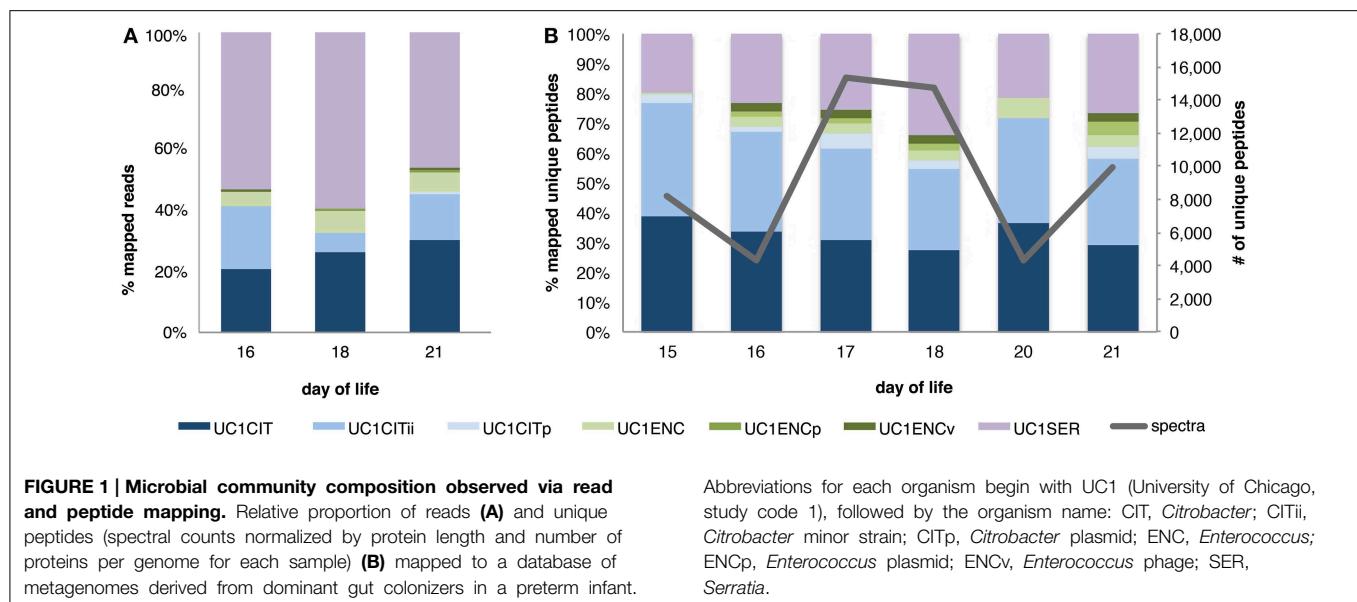 A
100%
80%
60%
40%
20%
0%
% mapped reads
16 18 21
day of life
B
100%
90%
80%
70%
60%
50%
40%
30%
20%
10%
0%
% mapped unique peptides
18,000
16,000
14,000
12,000
10,000
8,000
6,000
4,000
2,000
0
# of unique peptides
15 16 17 18 20 21
day of life
UC1CIT UC1CITii UC1CITp UC1ENC UC1ENCp UC1ENCv UC1SER spectra
FIGURE 1 | Microbial community composition observed via read
and peptide mapping. Relative proportion of reads (A) and unique
peptides (spectral counts normalized by protein length and number of
proteins per genome for each sample) (B) mapped to a database of
metagenomes derived from dominant gut colonizers in a preterm infant.
Abbreviations for each organism begin with UC1 (University of Chicago,
study code 1), followed by the organism name: CIT, Citrobacter; CITii,
Citrobacter minor strain; CITp, Citrobacter plasmid; ENC, Enterococcus;
ENCp, Enterococcus plasmid; ENCv, Enterococcus phage; SER,
Serratia.